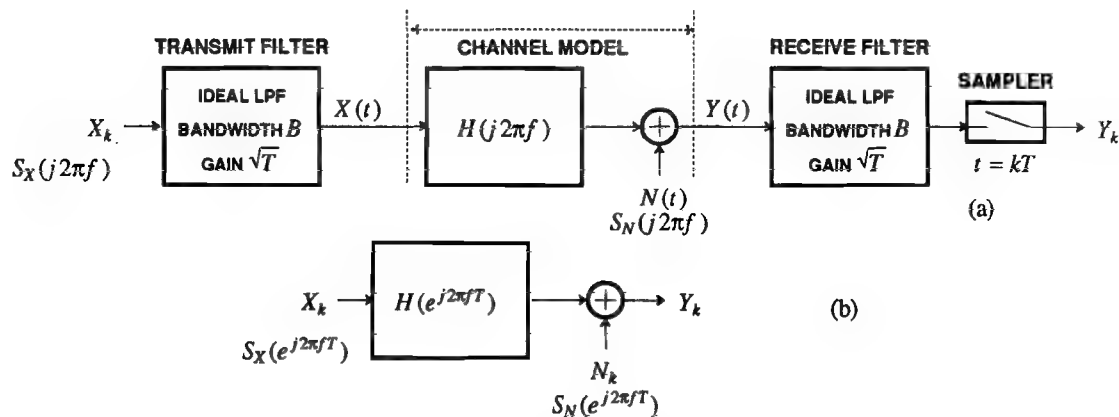 TRANSMIT FILTER
CHANNEL MODEL
RECEIVE FILTER
SAMPLER
IDEAL LPF
BANDWIDTH B
GAIN √T
X_k
S_X(j2πf)
X(t)
H(j2πf)
+
N(t)
S_N(j2πf)
Y(t)
IDEAL LPF
BANDWIDTH B
GAIN √T
t = kT
Y_k
(a)
X_k
S_X(e^{j2πfT})
H(e^{j2πfT})
+
N_k
S_N(e^{j2πfT})
Y_k
(b)